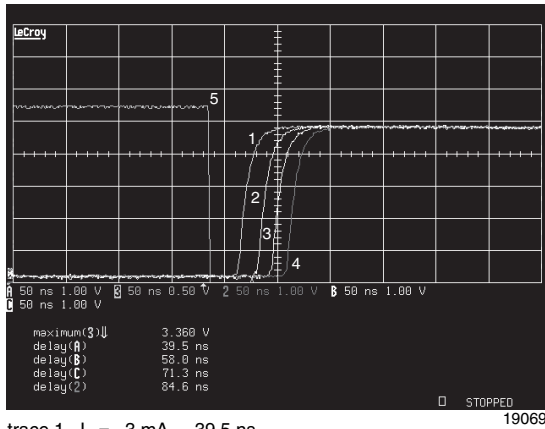 LeCroy
5
1
2
3
4
A 50 ns 1.00 V 3 50 ns 0.50 V 2 50 ns 1.00 V B 50 ns 1.00 V
C 50 ns 1.00 V
maximum(3) 3.360 V
delay(A) 39.5 ns
delay(B) 58.0 ns
delay(C) 71.3 ns
delay(2) 84.6 ns
STOPPED
19069